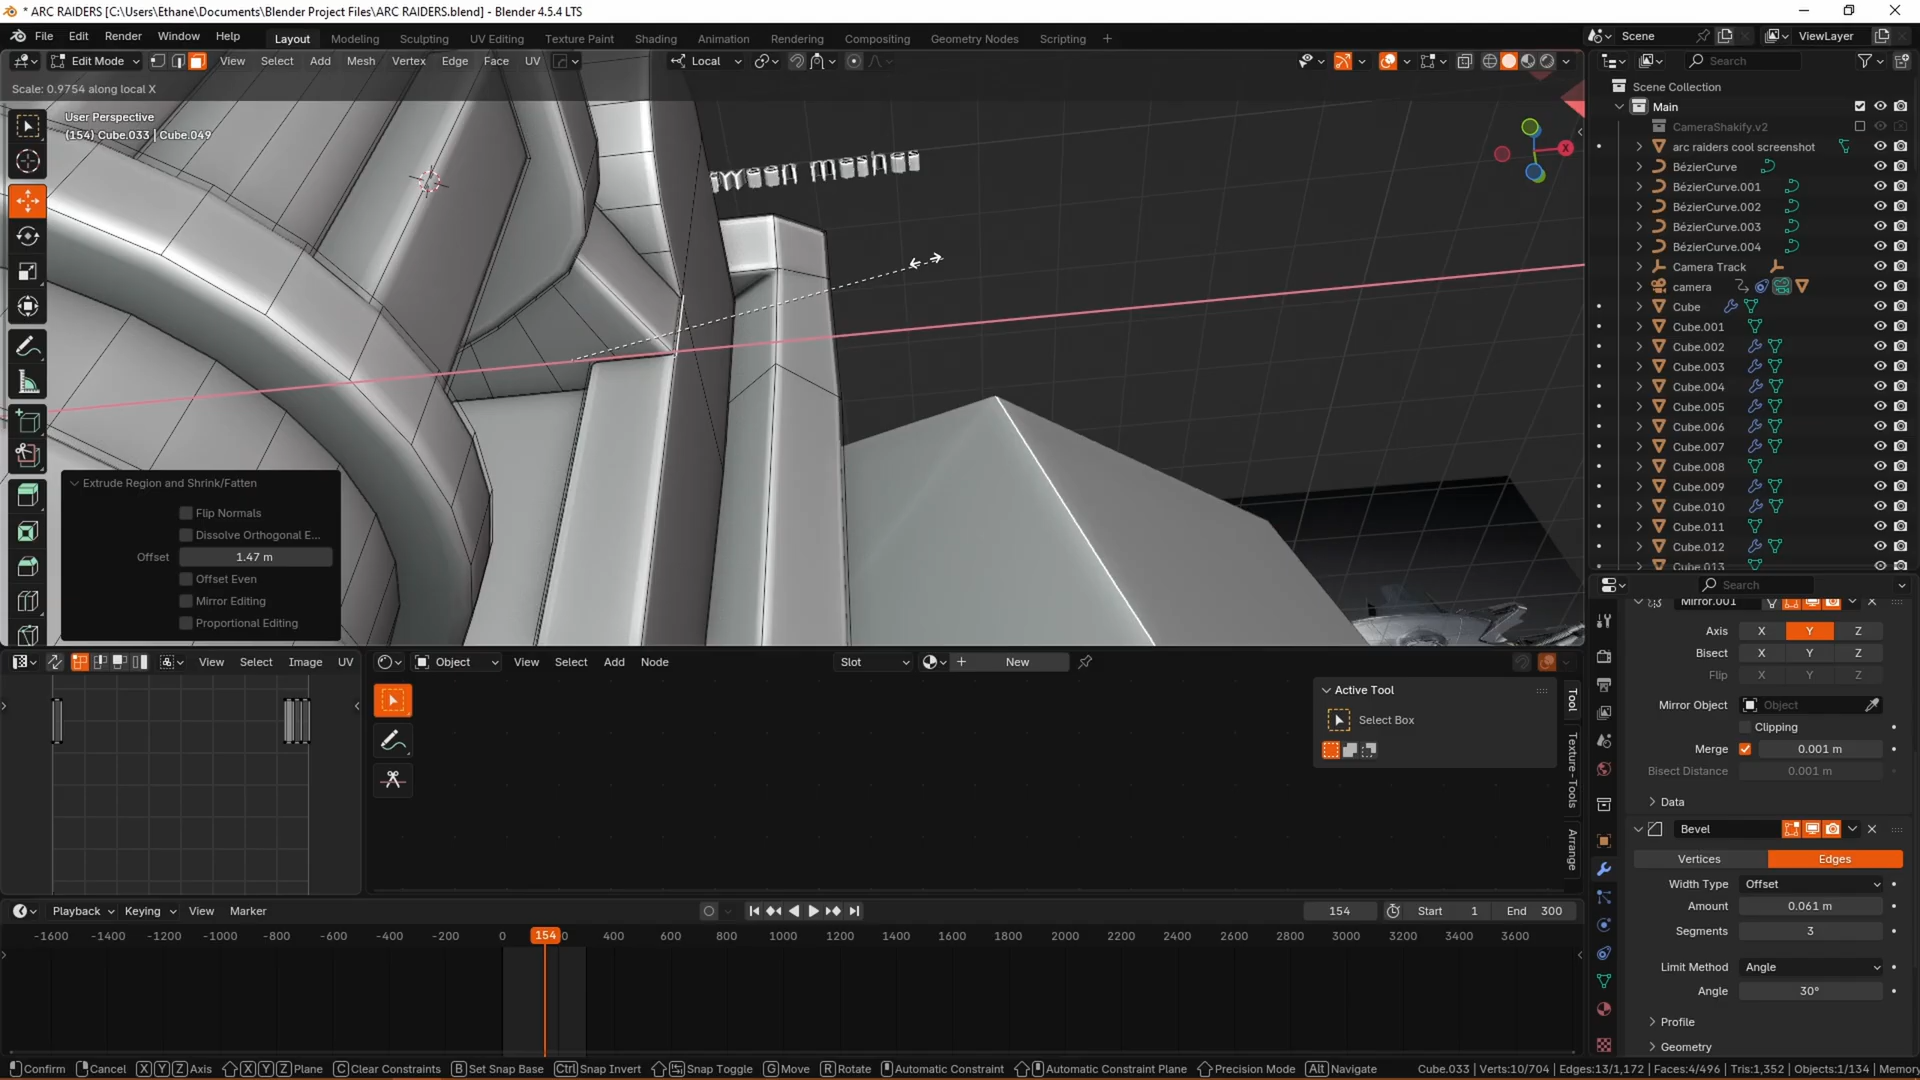 * ARC RAIDERS [C:\Users\Ethane\Documents\Blender Project Files\ARC RAIDERS.blend] - Blender 4.5.4 LTS
File Edit Render Window Help
Layout Modeling Sculpting UV Editing Texture Paint Shading Animation Rendering Compositing Geometry Nodes Scripting +
Scene
ViewLayer
Edit Mode View Select Add Mesh Vertex Edge Face UV
Local
Search
Scale: 0.9754 along local X
User Perspective
(154) Cube.033 | Cube.049
X
Scene Collection
Main
CameraShakify.v2
arc raiders cool screenshot
BézierCurve
BézierCurve.001
BézierCurve.002
BézierCurve.003
BézierCurve.004
Camera Track
camera
Cube
Cube.001
Cube.002
Cube.003
Cube.004
Cube.005
Cube.006
Cube.007
Cube.008
Cube.009
Cube.010
Cube.011
Cube.012
Cube.013
Extrude Region and Shrink/Fatten
Flip Normals
Dissolve Orthogonal E...
Offset 1.47 m
Offset Even
Mirror Editing
Proportional Editing
Search
Mirror.001
Axis X Y Z
Bisect X Y Z
Flip X Y Z
Mirror Object Object
Clipping
Merge 0.001 m
Bisect Distance 0.001 m
Data
Bevel
Vertices Edges
Width Type Offset
Amount 0.061 m
Segments 3
Limit Method Angle
Angle 30°
Profile
Geometry
View Select Image UV
Object View Select Add Node Slot New
Active Tool
Select Box
Tool
Texture-Tools
Arrange
Playback Keying View Marker
154 Start 1 End 300
-1600 -1400 -1200 -1000 -800 -600 -400 -200 0 154 400 600 800 1000 1200 1400 1600 1800 2000 2200 2400 2600 2800 3000 3200 3400 3600
Confirm Cancel X Y Z Axis X Y Z Plane C Clear Constraints B Set Snap Base Ctrl Snap Invert Snap Toggle G Move R Rotate Automatic Constraint Automatic Constraint Plane Precision Mode Alt Navigate
Cube.033 | Verts:10/704 | Edges:13/1,172 | Faces:4/496 | Tris:1,352 | Objects:1/134 | Memory